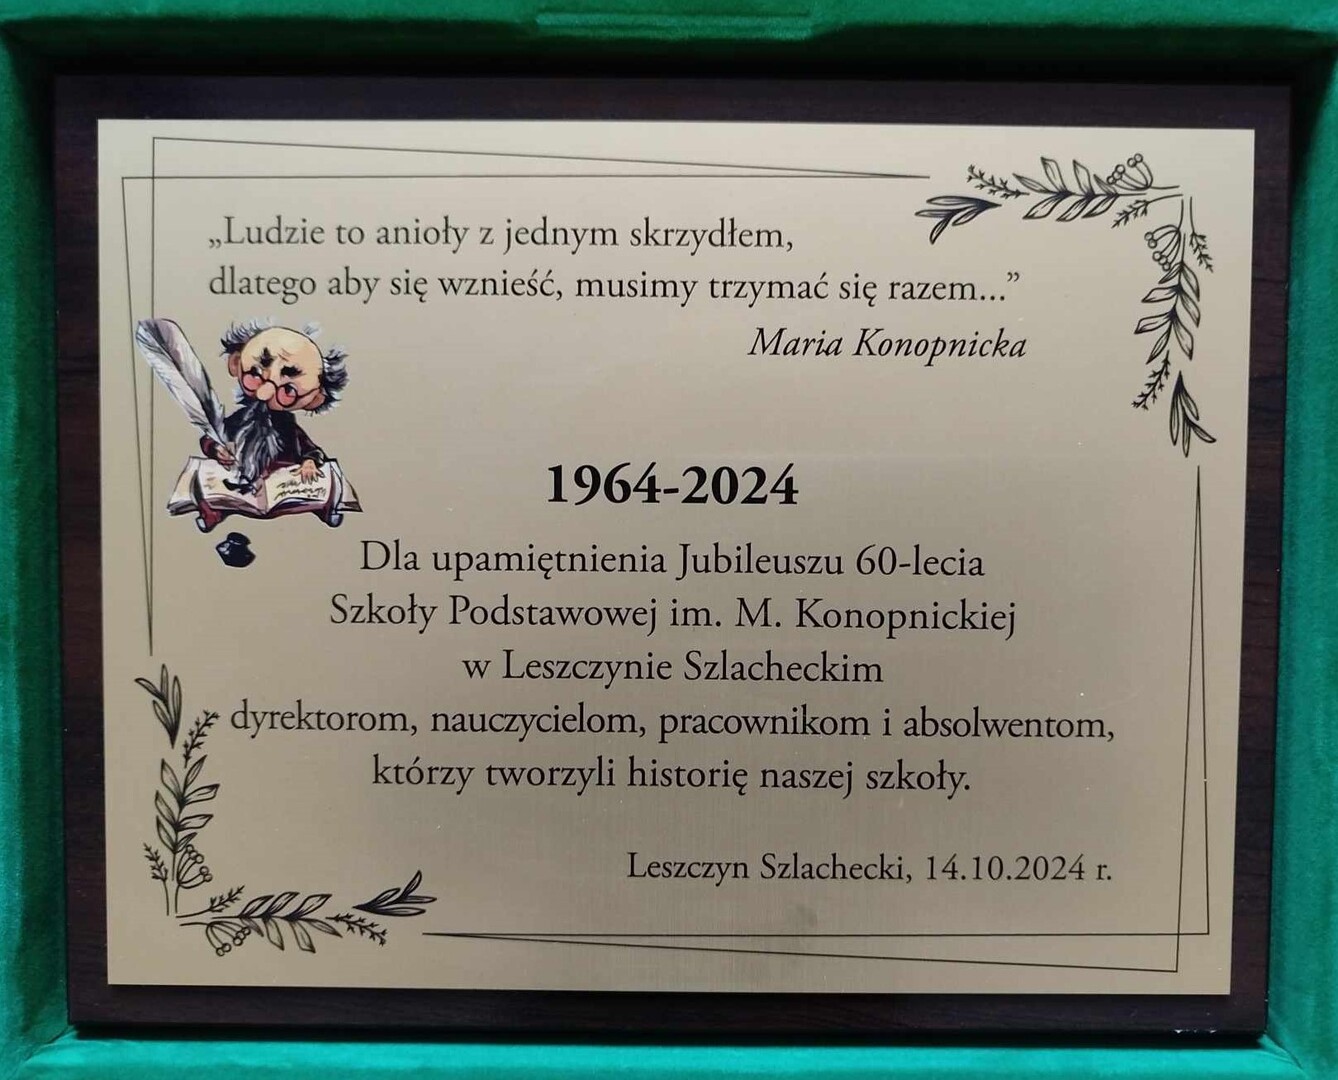 „Ludzie to anioły z jednym skrzydłem,
dlatego aby się wznieść, musimy trzymać się razem...”
Maria Konopnicka
1964-2024
Dla upamiętnienia Jubileuszu 60-lecia
Szkoły Podstawowej im. M. Konopnickiej
w Leszczynie Szlacheckim
dyrektorom, nauczycielom, pracownikom i absolwentom,
którzy tworzyli historię naszej szkoły.
Leszczyn Szlachecki, 14.10.2024 r.